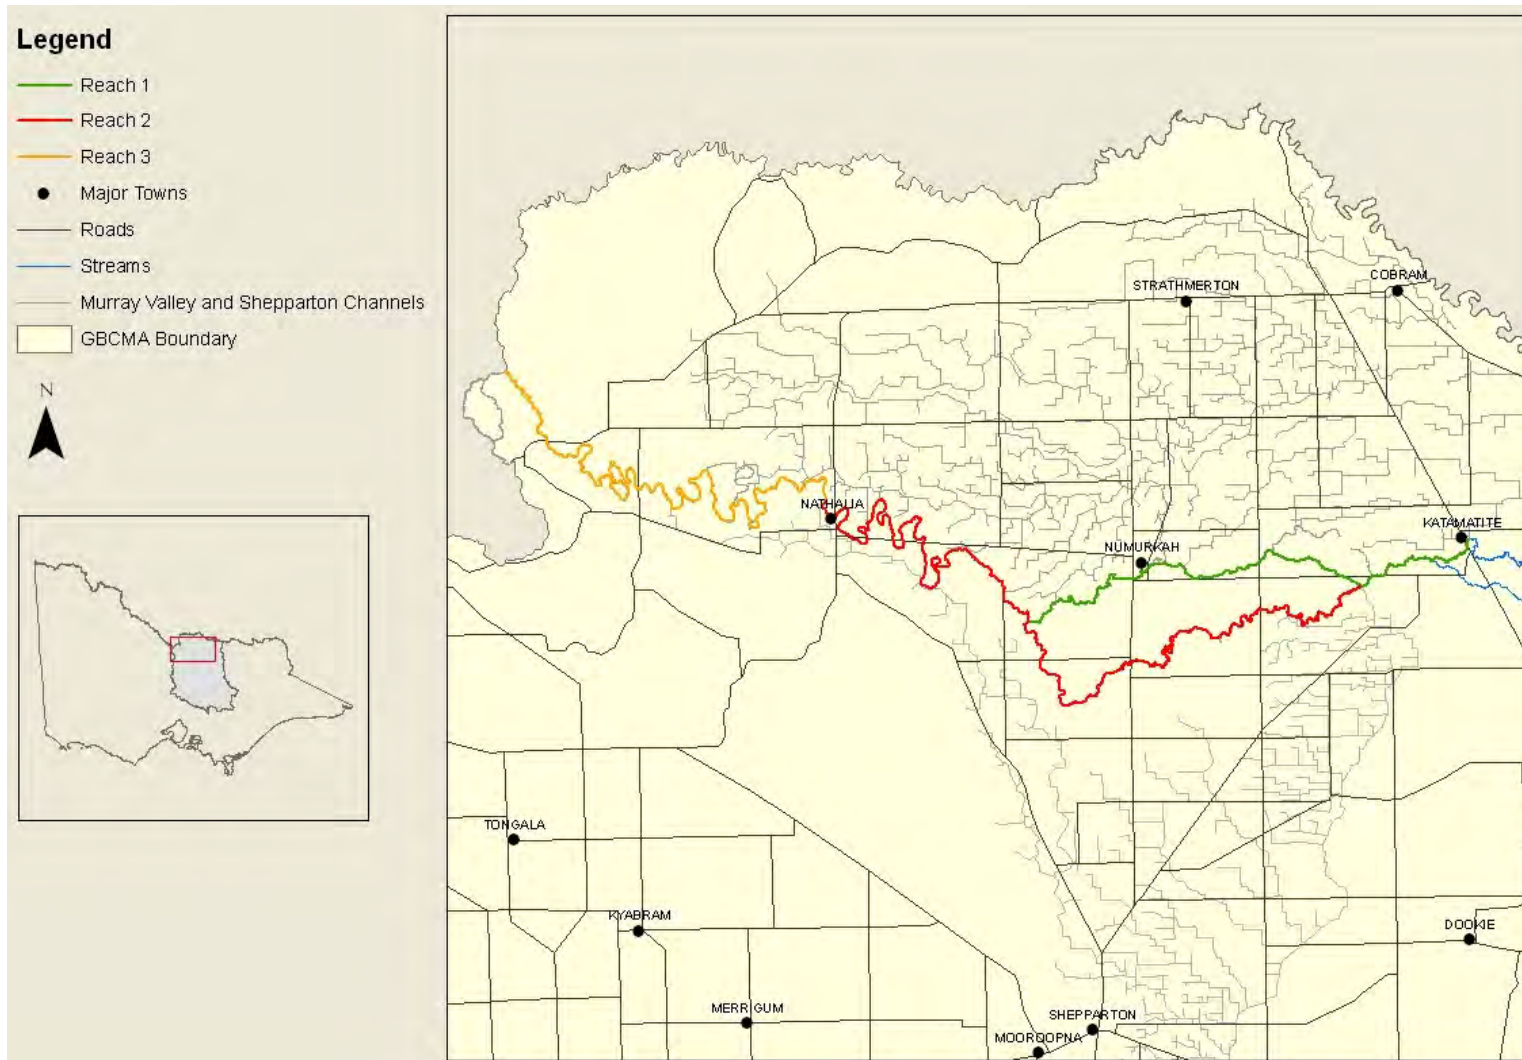 Legend
Reach 1
Reach 2
Reach 3
Major Towns
Roads
Streams
Murray Valley and Shepparton Channels
GBCMA Boundary
N
STRATHMERTON
COBRAM
NATHALIA
NUMURKAH
KATAMATITE
TONGALA
KYABRAM
DOOKIE
MERRIGUM
SHEPPARTON
MOOROOPNA